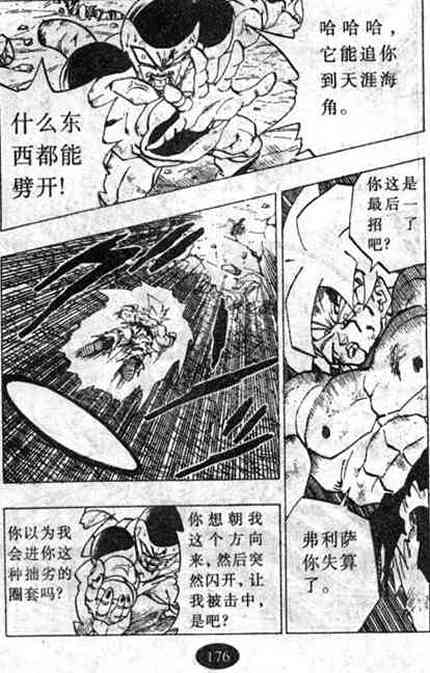 哈哈哈，
它能追你
到天涯海
角。
什么东
西都能
劈开！
你这是
最后一
招了
吧？
弗利萨
你失算
了。
你想朝我
这个方向
来，然后突
然闪开，让
我被击中，
是吧？
你以为我
会进你这
种拙劣的
圈套吗？
176